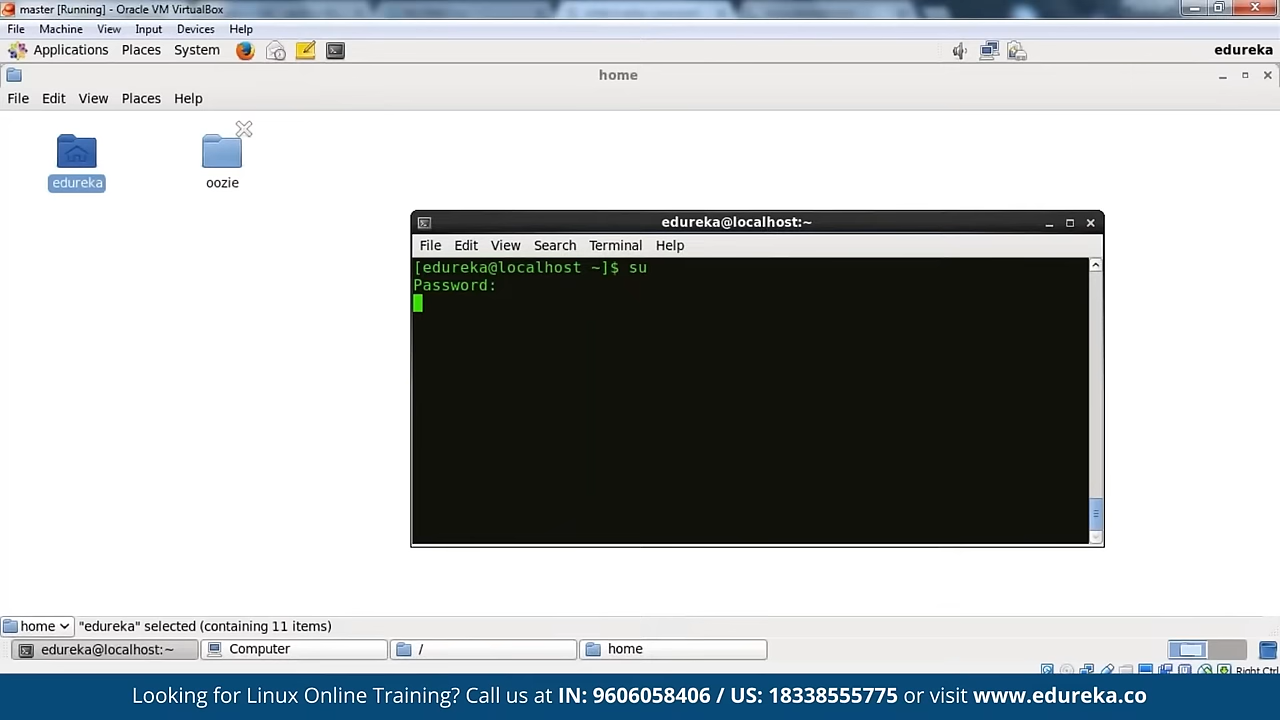 master [Running] - Oracle VM VirtualBox
File Machine View Input Devices Help
Applications Places System edureka
home
File Edit View Places Help
edureka oozie
edureka@localhost:~
File Edit View Search Terminal Help
[edureka@localhost ~]$ su
Password:
home "edureka" selected (containing 11 items)
edureka@localhost:~ Computer / home
Right Ctrl
Looking for Linux Online Training? Call us at IN: 9606058406 / US: 18338555775 or visit www.edureka.co